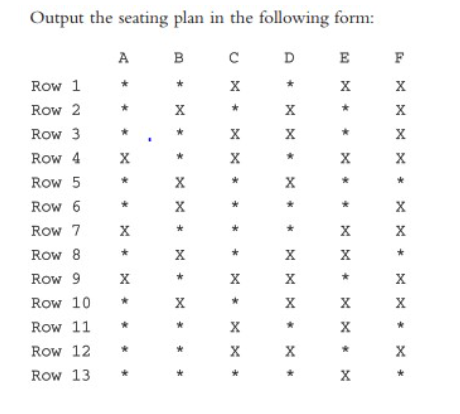 Output the seating plan in the following form:
A B C D E F
Row 1 * * X * X X
Row 2 * X * X * X
Row 3 * * X X * X
Row 4 X * X * X X
Row 5 * X * X * *
Row 6 * X * * * X
Row 7 X * * * X X
Row 8 * X * X X *
Row 9 X * X X * X
Row 10 * X * X X X
Row 11 * * X * X *
Row 12 * * X X * X
Row 13 * * * * X *